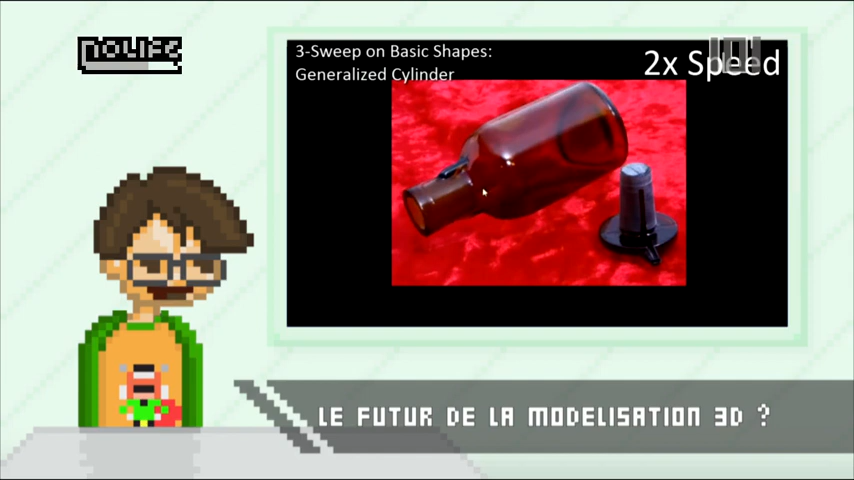 nolife
3-Sweep on Basic Shapes:
Generalized Cylinder
2x Speed
LE FUTUR DE LA MODELISATION 3D ?